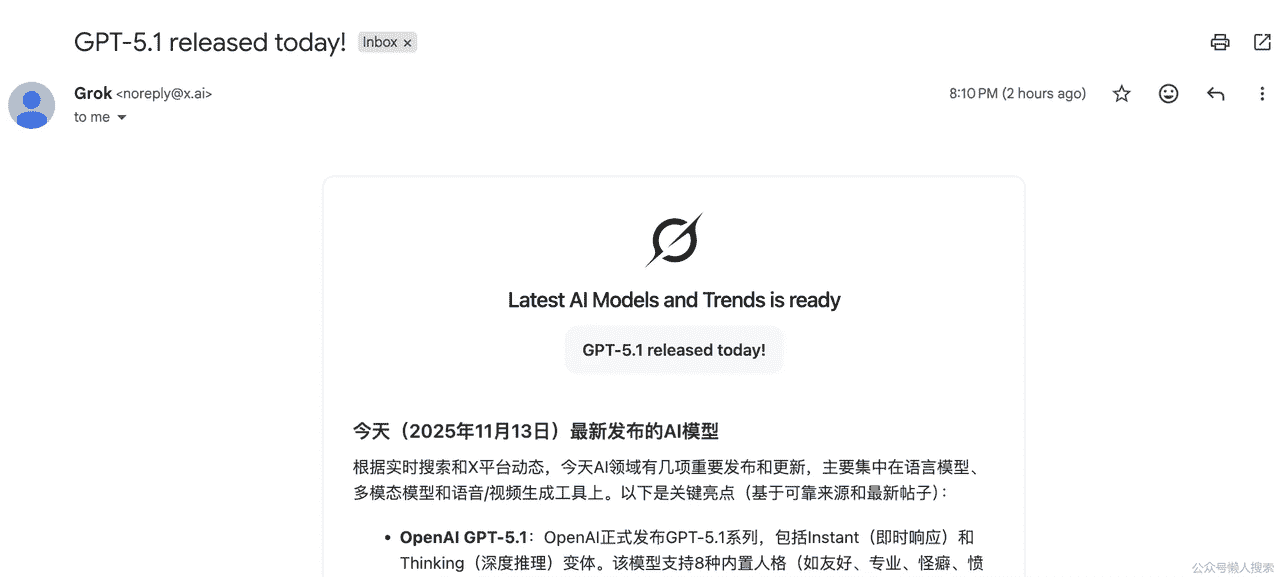 GPT-5.1 released today! Inbox ×
Grok <noreply@x.ai> 8:10 PM (2 hours ago)
to me
Latest AI Models and Trends is ready
GPT-5.1 released today!
今天（2025年11月13日）最新发布的AI模型
根据实时搜索和X平台动态，今天AI领域有几项重要发布和更新，主要集中在语言模型、
多模态模型和语音/视频生成工具上。以下是关键亮点（基于可靠来源和最新帖子）：
• OpenAI GPT-5.1：OpenAI正式发布GPT-5.1系列，包括Instant（即时响应）和
Thinking（深度推理）变体。该模型支持8种内置人格（如友好、专业、怪癖、愤
公众号懒人搜索